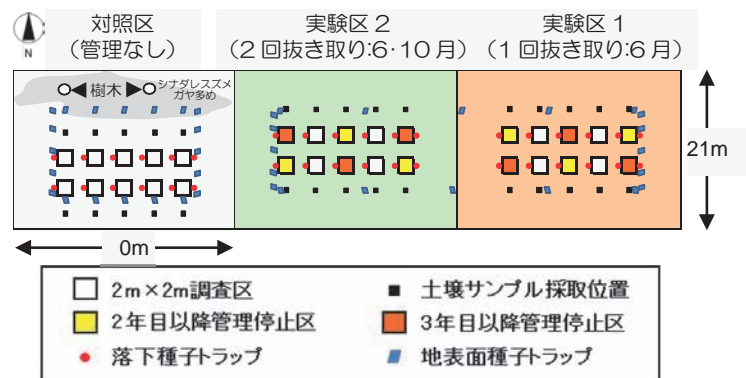 対照区
(管理なし)
実験区2
(2回抜き取り:6・10月)
実験区1
(1回抜き取り:6月)
N
樹木
シナダレスズメ
ガヤ多め
21m
0m
2m×2m調査区
土壌サンプル採取位置
2年目以降管理停止区
3年目以降管理停止区
落下種子トラップ
地表面種子トラップ